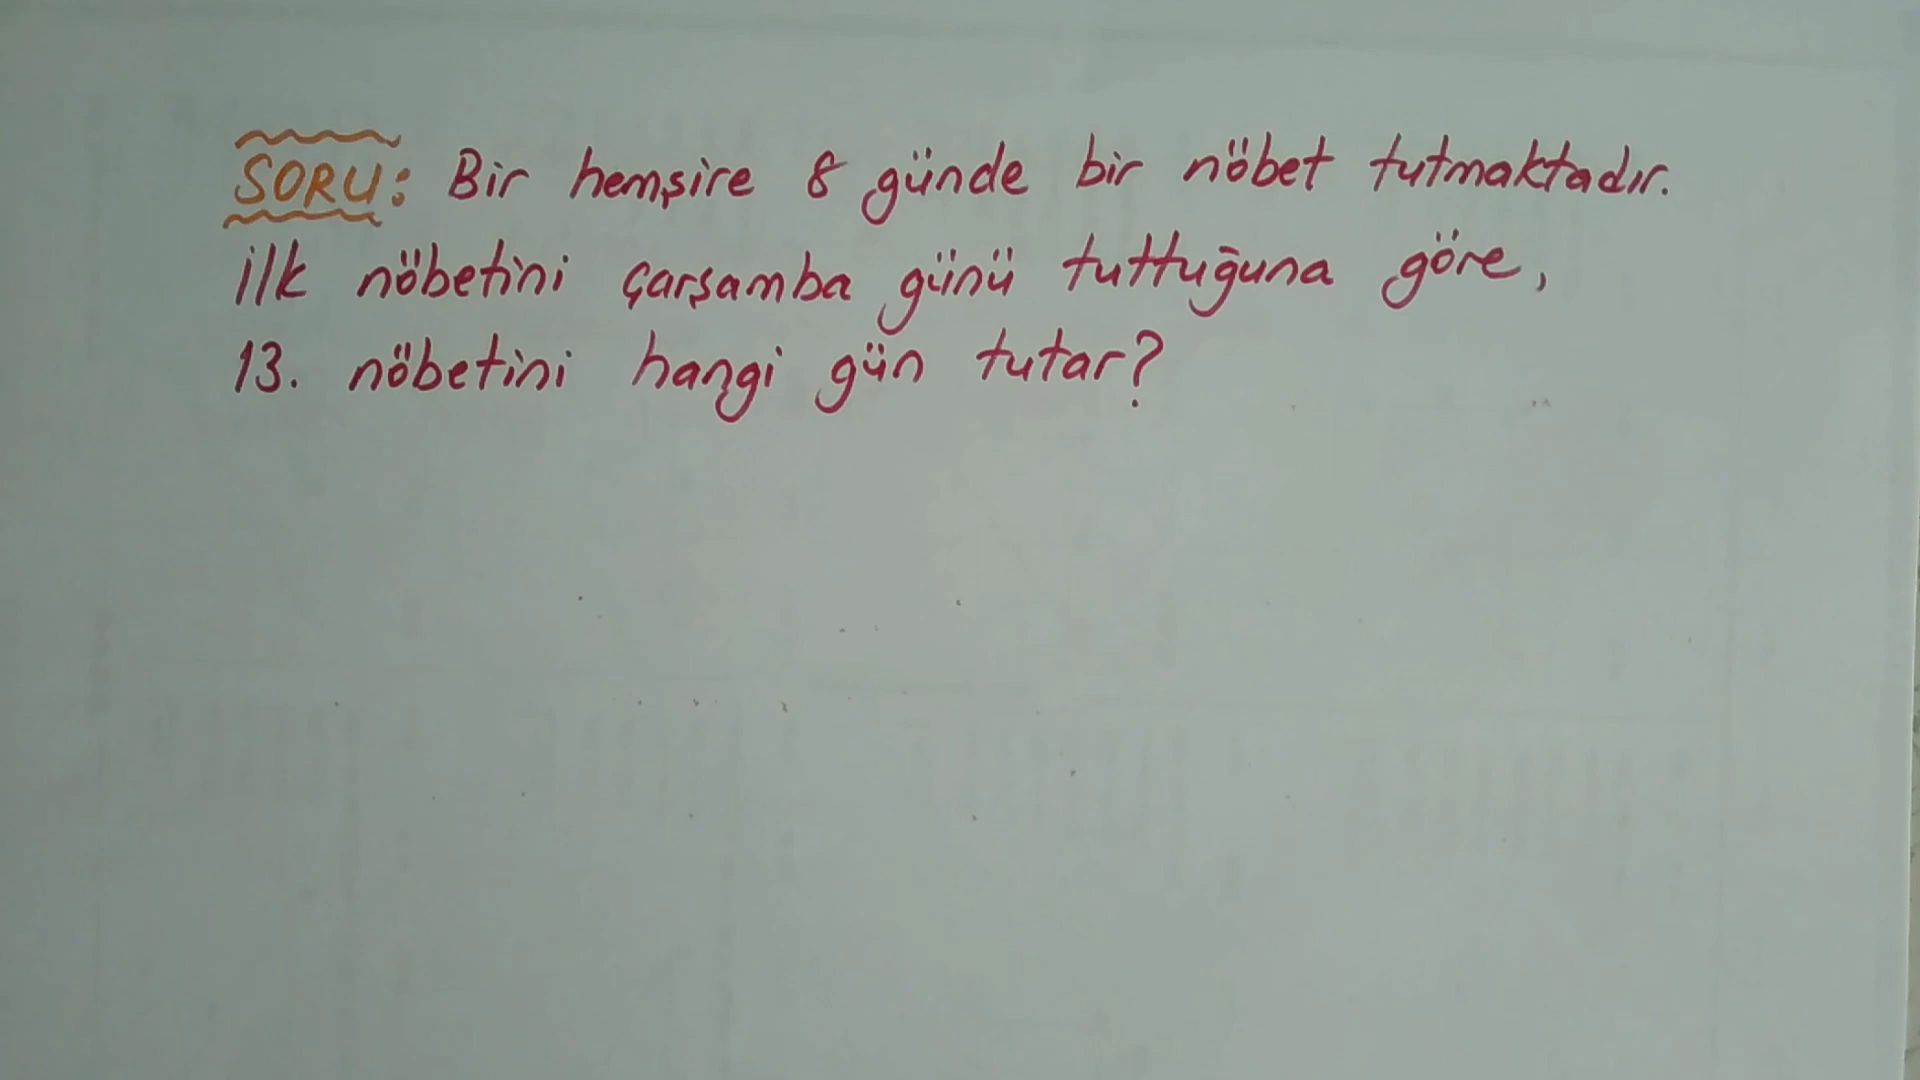 SORU: Bir hemşire 8 günde bir nöbet tutmaktadır.
ilk nöbetini çarşamba günü tuttuğuna göre,
13. nöbetini hangi gün tutar?